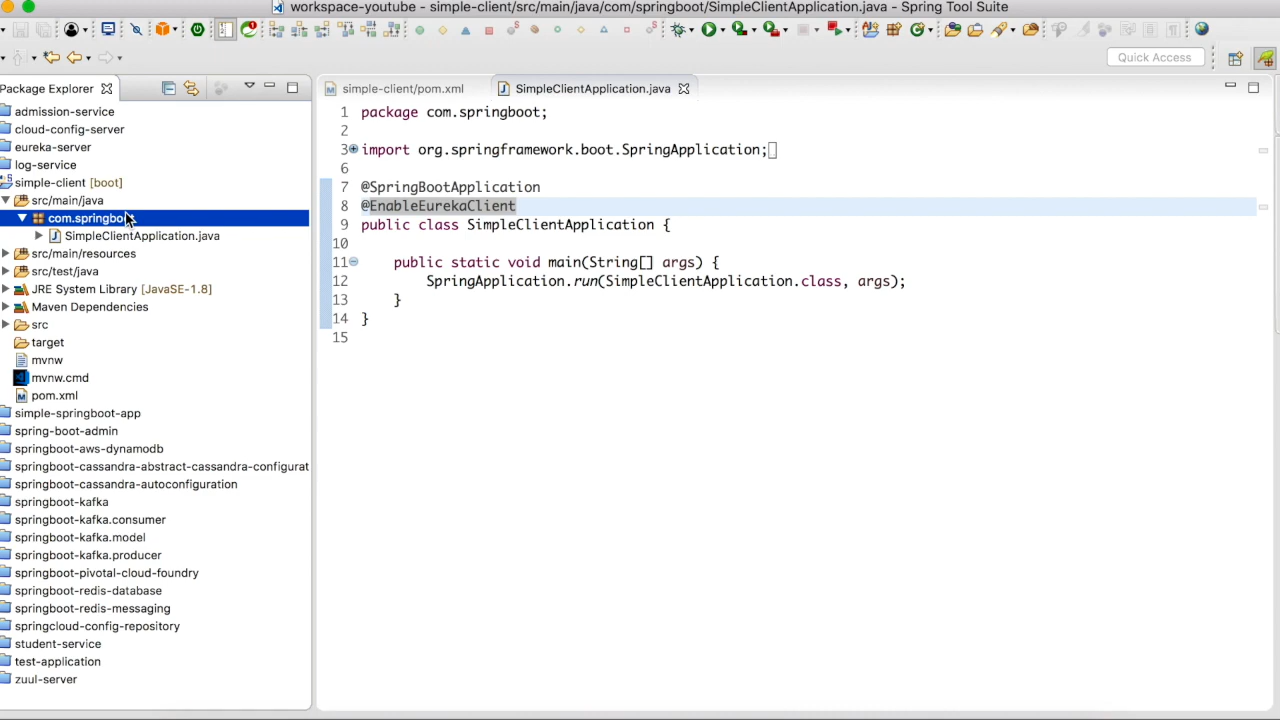 workspace-youtube - simple-client/src/main/java/com/springboot/SimpleClientApplication.java - Spring Tool Suite
Quick Access
Package Explorer
admission-service
cloud-config-server
eureka-server
log-service
simple-client [boot]
src/main/java
com.springboot
SimpleClientApplication.java
src/main/resources
src/test/java
JRE System Library [JavaSE-1.8]
Maven Dependencies
src
target
mvnw
mvnw.cmd
pom.xml
simple-springboot-app
spring-boot-admin
springboot-aws-dynamodb
springboot-cassandra-abstract-cassandra-configurat
springboot-cassandra-autoconfiguration
springboot-kafka
springboot-kafka.consumer
springboot-kafka.model
springboot-kafka.producer
springboot-pivotal-cloud-foundry
springboot-redis-database
springboot-redis-messaging
springcloud-config-repository
student-service
test-application
zuul-server
simple-client/pom.xml
SimpleClientApplication.java
1 package com.springboot;
2
3 import org.springframework.boot.SpringApplication;
6
7 @SpringBootApplication
8 @EnableEurekaClient
9 public class SimpleClientApplication {
10
11 public static void main(String[] args) {
12 SpringApplication.run(SimpleClientApplication.class, args);
13 }
14 }
15